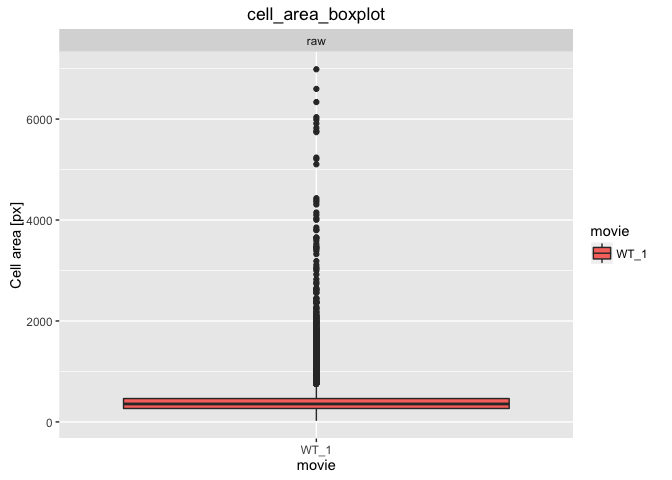 cell_area_boxplot
raw
6000
4000
2000
0
Cell area [px]
WT_1
movie
movie
WT_1